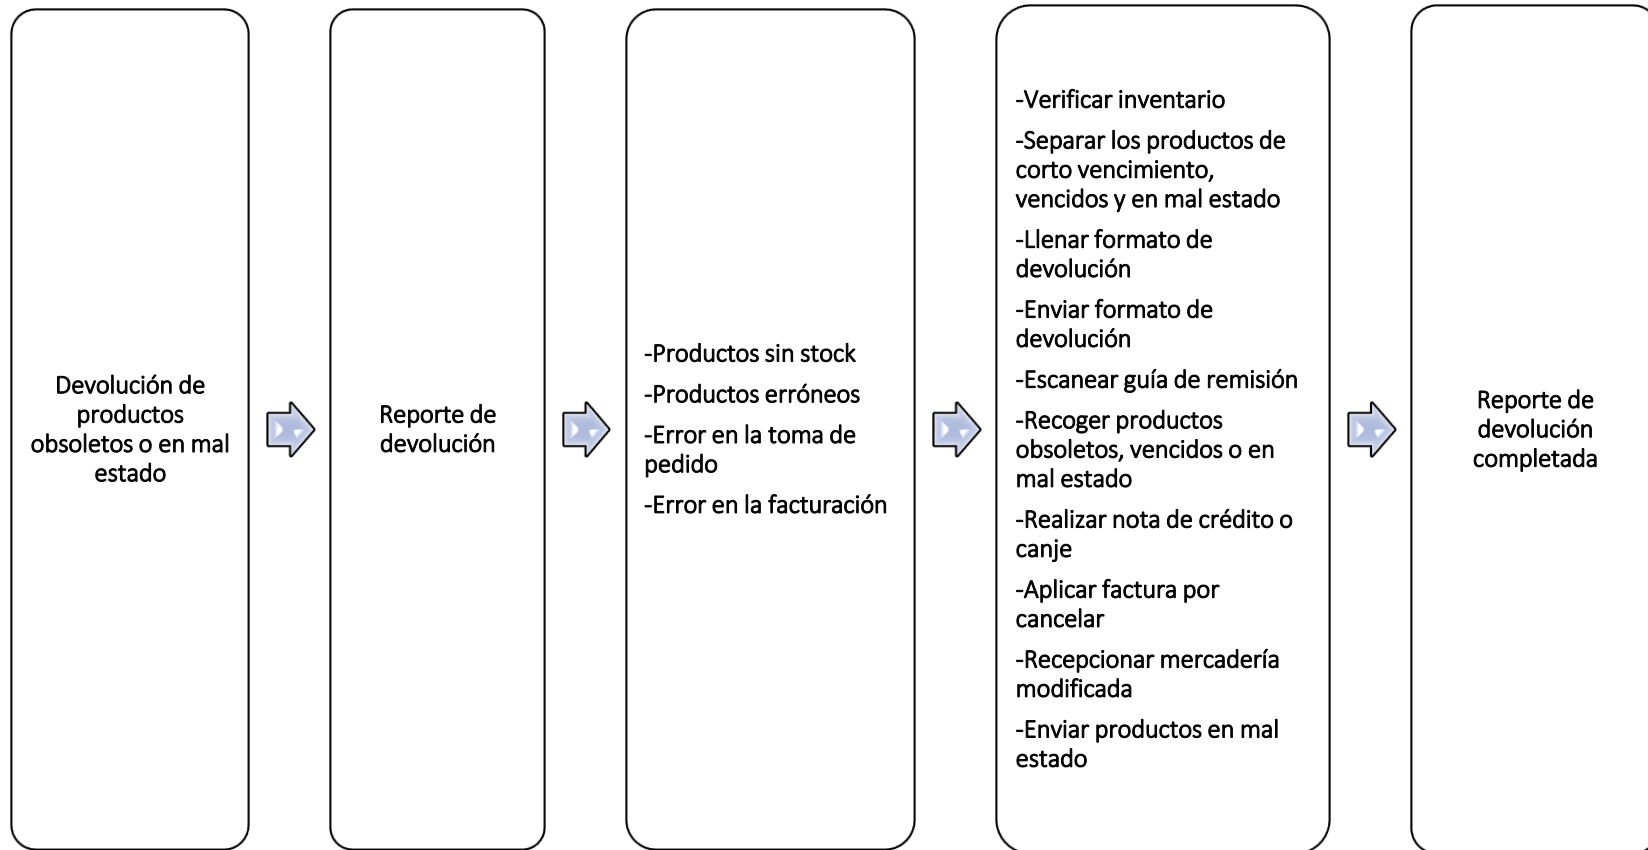 Devolución de
productos
obsoletos o en mal
estado
Reporte de
devolución
-Productos sin stock
-Productos erróneos
-Error en la toma de
pedido
-Error en la facturación
-Verificar inventario
-Separar los productos de
corto vencimiento,
vencidos y en mal estado
-Llenar formato de
devolución
-Enviar formato de
devolución
-Escanear guía de remisión
-Recoger productos
obsoletos, vencidos o en
mal estado
-Realizar nota de crédito o
canje
-Aplicar factura por
cancelar
-Recepcionar mercadería
modificada
-Enviar productos en mal
estado
Reporte de
devolución
completada